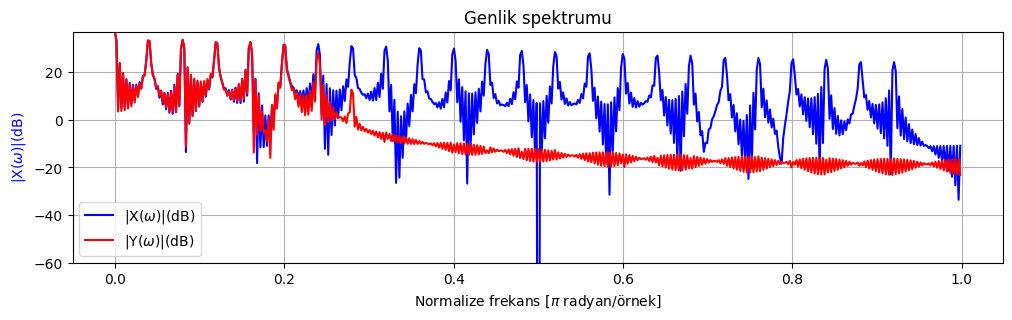 Genlik spektrumu
|X(ω)|(dB)
20
0
−20
−40
−60
|X(ω)|(dB)
|Y(ω)|(dB)
0.0 0.2 0.4 0.6 0.8 1.0
Normalize frekans [π radyan/örnek]